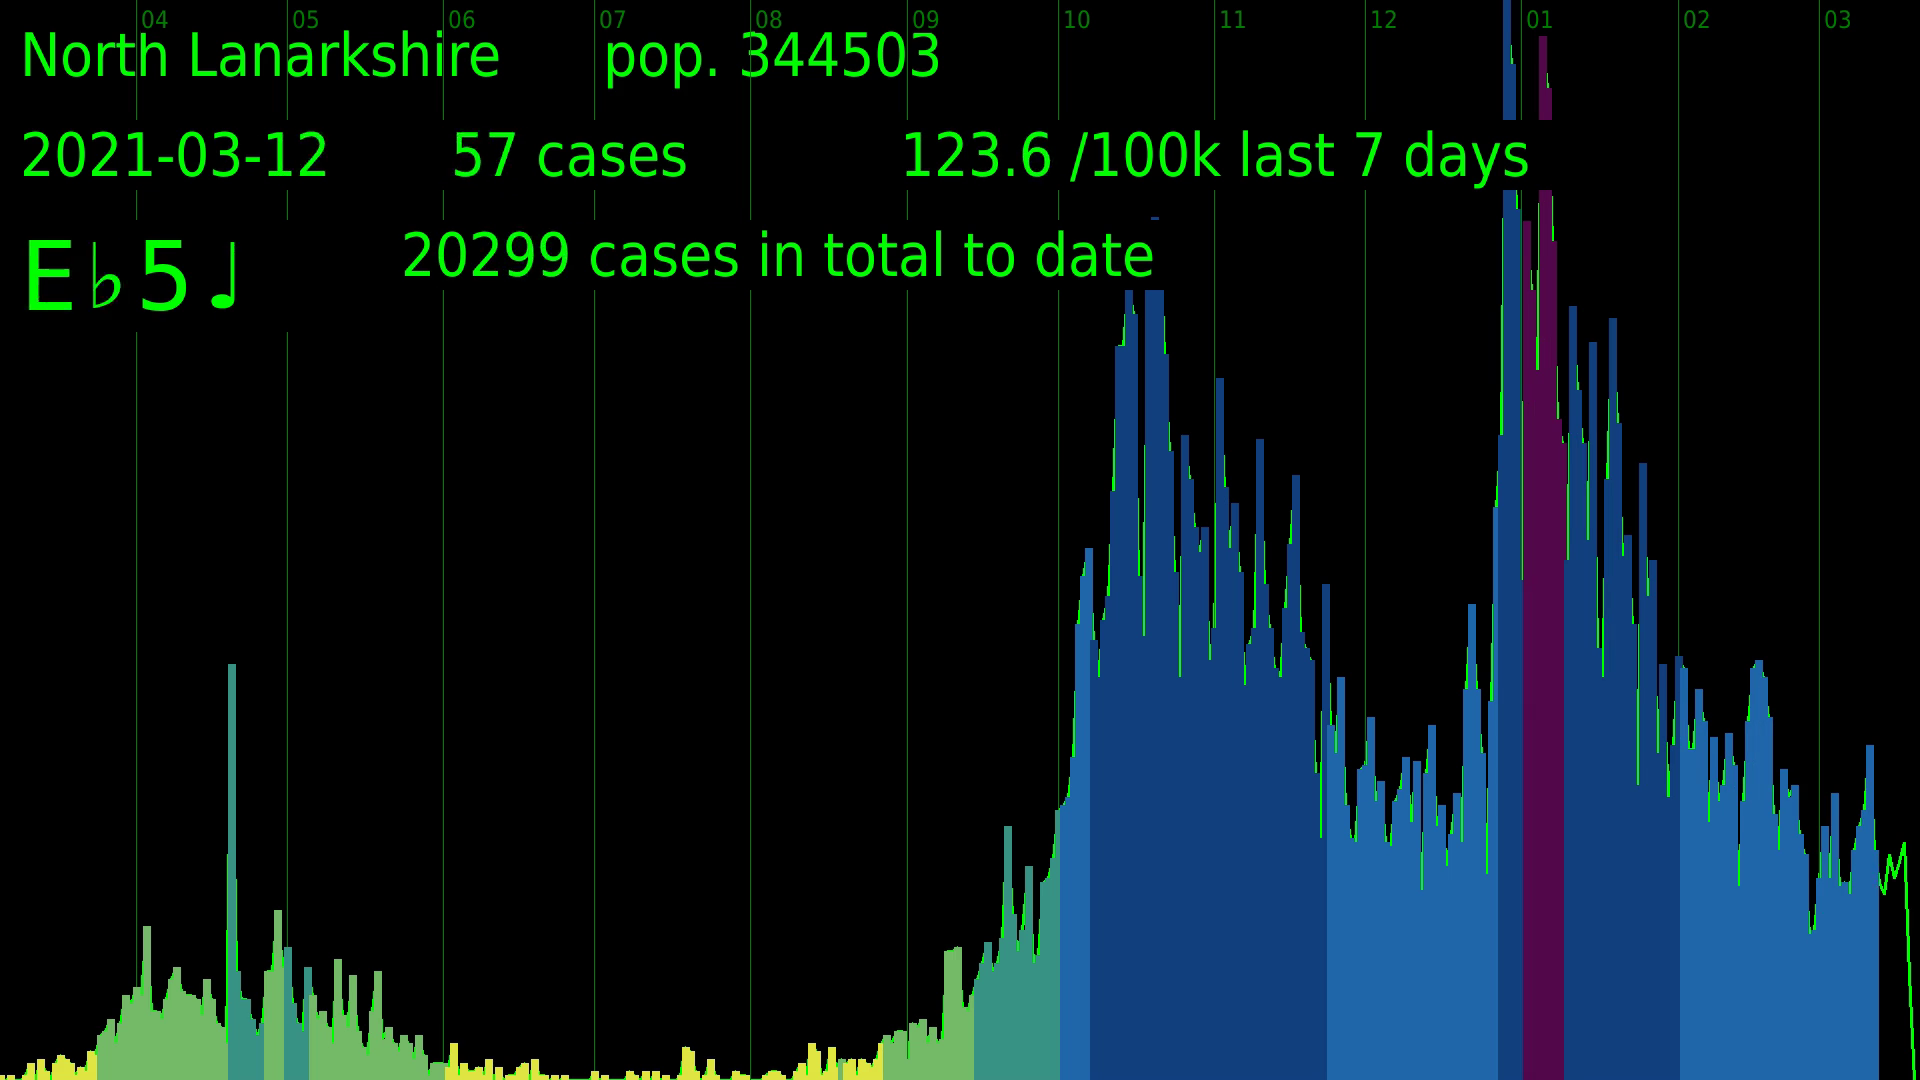 04 05 06 07 08 09 10 11 12 01 02 03
North Lanarkshire pop. 344503
2021-03-12 57 cases 123.6 /100k last 7 days
E♭5♩ 20299 cases in total to date